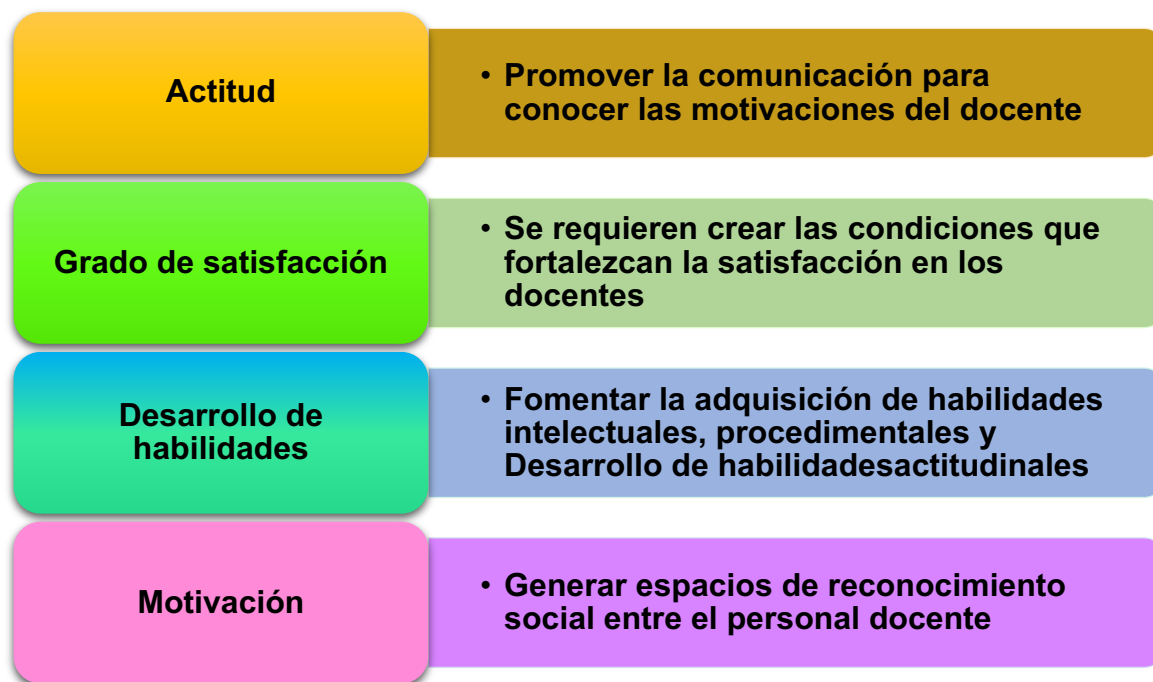 Actitud
• Promover la comunicación para
conocer las motivaciones del docente
Grado de satisfacción
• Se requieren crear las condiciones que
fortalezcan la satisfacción en los
docentes
Desarrollo de
habilidades
• Fomentar la adquisición de habilidades
intelectuales, procedimentales y
Desarrollo de habilidadesactitudinales
Motivación
• Generar espacios de reconocimiento
social entre el personal docente